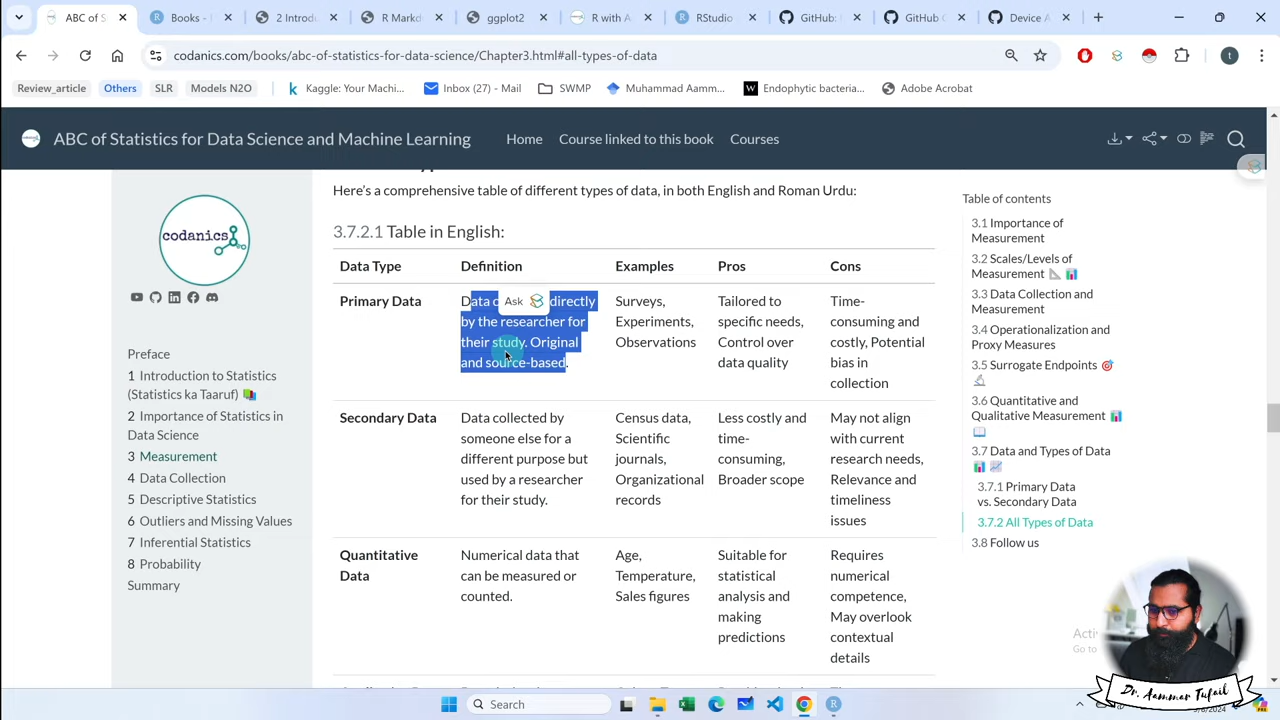 ABC of S
Books -
2 Introdu
R Markdo
ggplot2
R with A
RStudio
GitHub:
GitHub C
Device A
codanics.com/books/abc-of-statistics-for-data-science/Chapter3.html#all-types-of-data
t
Review_article
Others
SLR
Models N2O
Kaggle: Your Machi...
Inbox (27) - Mail
SWMP
Muhammad Aamm...
Endophytic bacteria...
Adobe Acrobat
ABC of Statistics for Data Science and Machine Learning
Home
Course linked to this book
Courses
codanics
Preface
1 Introduction to Statistics
(Statistics ka Taaruf)
2 Importance of Statistics in
Data Science
3 Measurement
4 Data Collection
5 Descriptive Statistics
6 Outliers and Missing Values
7 Inferential Statistics
8 Probability
Summary
Here's a comprehensive table of different types of data, in both English and Roman Urdu:
3.7.2.1 Table in English:
Data Type Definition Examples Pros Cons
Primary Data
Data c directly
by the researcher for
their study. Original
and source-based.
Ask
Surveys,
Experiments,
Observations
Tailored to
specific needs,
Control over
data quality
Time-
consuming and
costly, Potential
bias in
collection
Secondary Data
Data collected by
someone else for a
different purpose but
used by a researcher
for their study.
Census data,
Scientific
journals,
Organizational
records
Less costly and
time-
consuming,
Broader scope
May not align
with current
research needs,
Relevance and
timeliness
issues
Quantitative
Data
Numerical data that
can be measured or
counted.
Age,
Temperature,
Sales figures
Suitable for
statistical
analysis and
making
predictions
Requires
numerical
competence,
May overlook
contextual
details
Table of contents
3.1 Importance of
Measurement
3.2 Scales/Levels of
Measurement
3.3 Data Collection and
Measurement
3.4 Operationalization and
Proxy Measures
3.5 Surrogate Endpoints
3.6 Quantitative and
Qualitative Measurement
3.7 Data and Types of Data
3.7.1 Primary Data
vs. Secondary Data
3.7.2 All Types of Data
3.8 Follow us
Acti
Go to
Dr. Aammar Tufail
Search